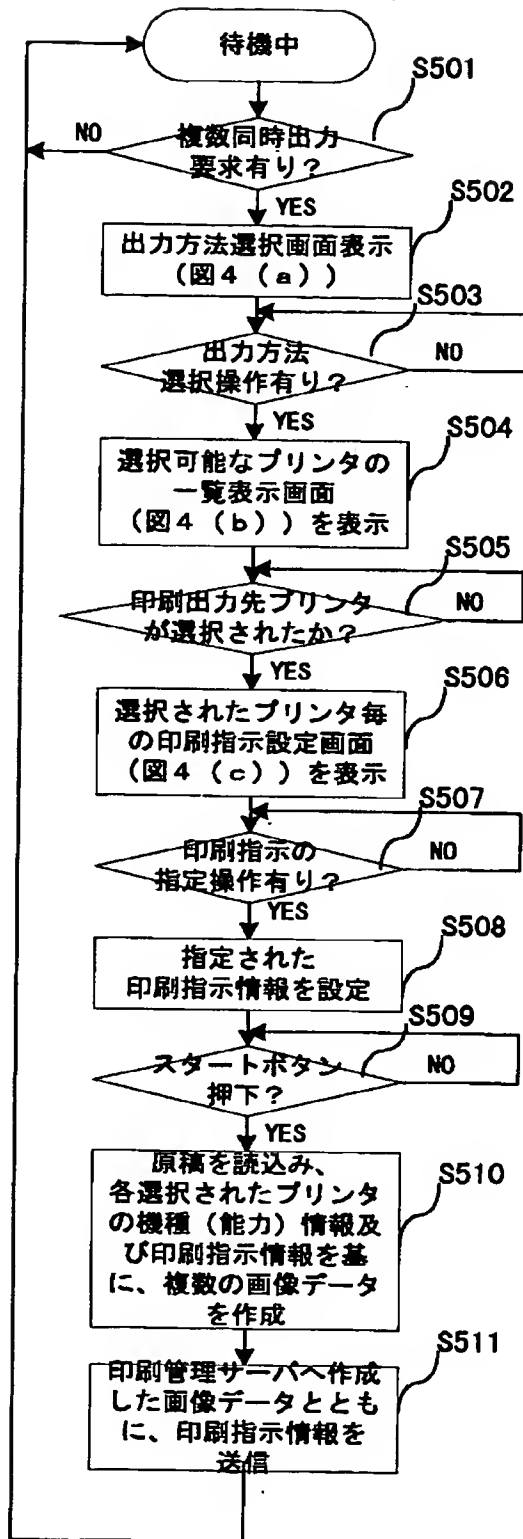 待機中
S501
NO
複数同時出力
要求有り？
YES
S502
出力方法選択画面表示
（図４（ａ））
S503
出力方法
選択操作有り？
NO
YES
S504
選択可能なプリンタの
一覧表示画面
（図４（ｂ））を表示
S505
印刷出力先プリンタ
が選択されたか？
NO
YES
S506
選択されたプリンタ毎
の印刷指示設定画面
（図４（ｃ））を表示
S507
印刷指示の
指定操作有り？
NO
YES
S508
指定された
印刷指示情報を設定
S509
スタートボタン
押下？
NO
YES
S510
原稿を読込み、
各選択されたプリンタ
の機種（能力）情報及
び印刷指示情報を基
に、複数の画像データ
を作成
S511
印刷管理サーバへ作成
した画像データととも
に、印刷指示情報を
送信